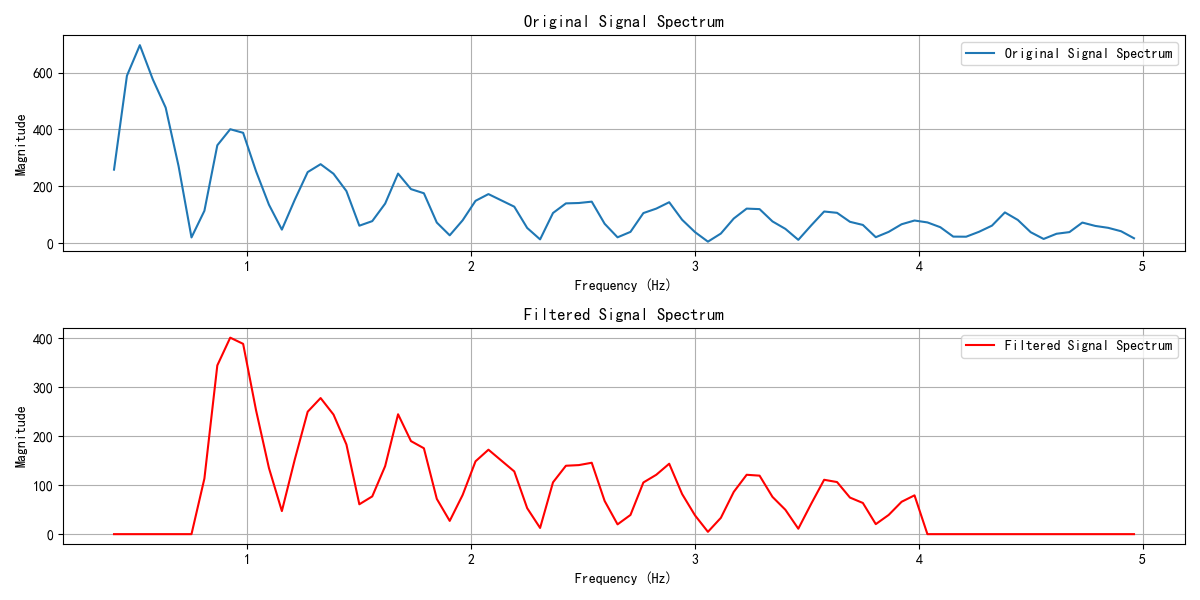 Original Signal Spectrum
Original Signal Spectrum
Magnitude
600
400
200
0
1 2 3 4 5
Frequency (Hz)
Filtered Signal Spectrum
Filtered Signal Spectrum
Magnitude
400
300
200
100
0
1 2 3 4 5
Frequency (Hz)